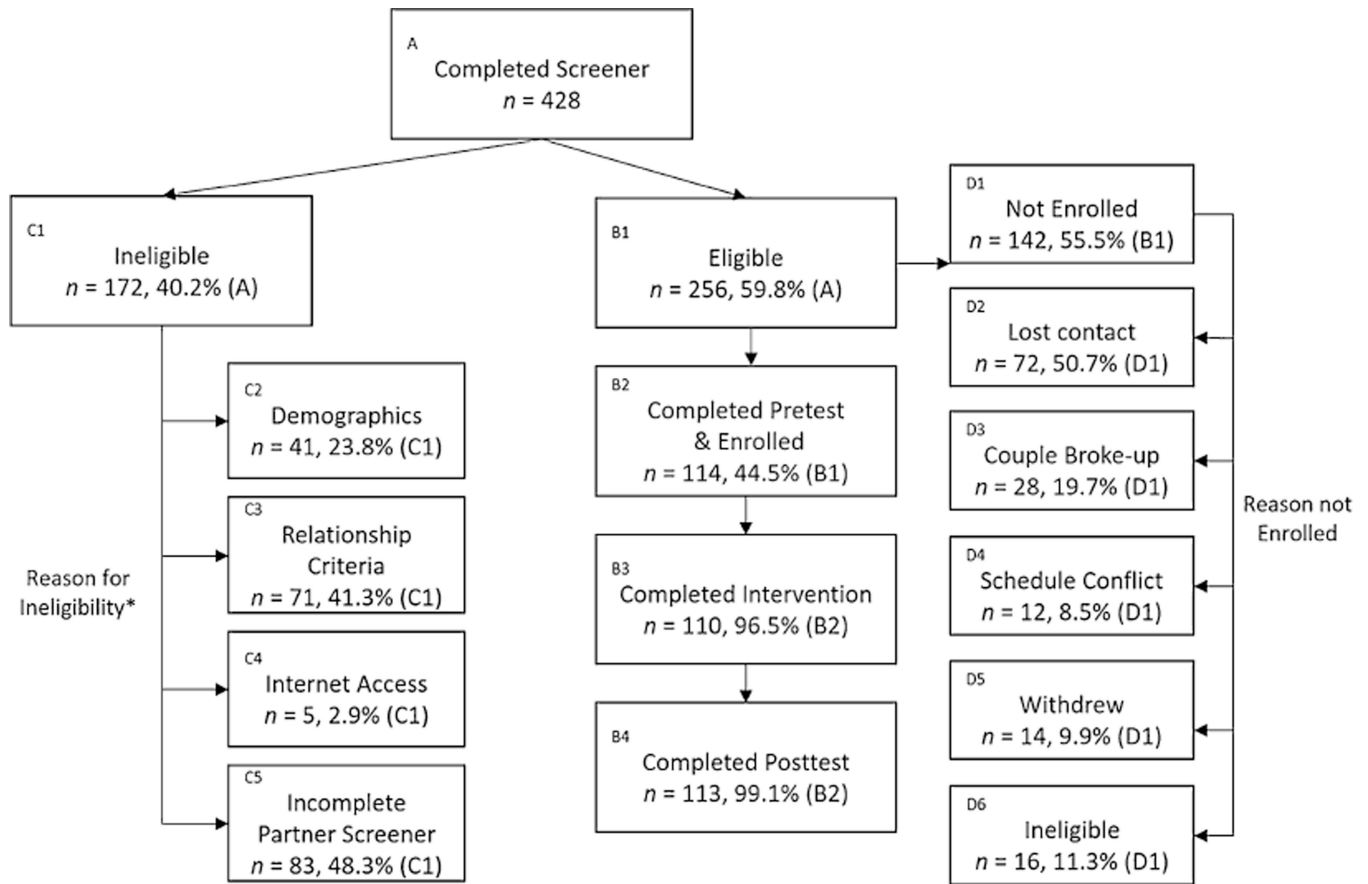 A
Completed Screener
n = 428
C1
Ineligible
n = 172, 40.2% (A)
B1
Eligible
n = 256, 59.8% (A)
D1
Not Enrolled
n = 142, 55.5% (B1)
D2
Lost contact
n = 72, 50.7% (D1)
D3
Couple Broke-up
n = 28, 19.7% (D1)
D4
Schedule Conflict
n = 12, 8.5% (D1)
D5
Withdrew
n = 14, 9.9% (D1)
D6
Ineligible
n = 16, 11.3% (D1)
Reason not
Enrolled
B2
Completed Pretest
& Enrolled
n = 114, 44.5% (B1)
B3
Completed Intervention
n = 110, 96.5% (B2)
B4
Completed Posttest
n = 113, 99.1% (B2)
Reason for
Ineligibility*
C2
Demographics
n = 41, 23.8% (C1)
C3
Relationship
Criteria
n = 71, 41.3% (C1)
C4
Internet Access
n = 5, 2.9% (C1)
C5
Incomplete
Partner Screener
n = 83, 48.3% (C1)